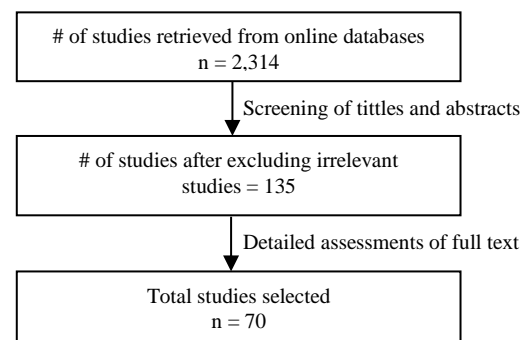 # of studies retrieved from online databases
n = 2,314
Screening of tittles and abstracts
# of studies after excluding irrelevant
studies = 135
Detailed assessments of full text
Total studies selected
n = 70